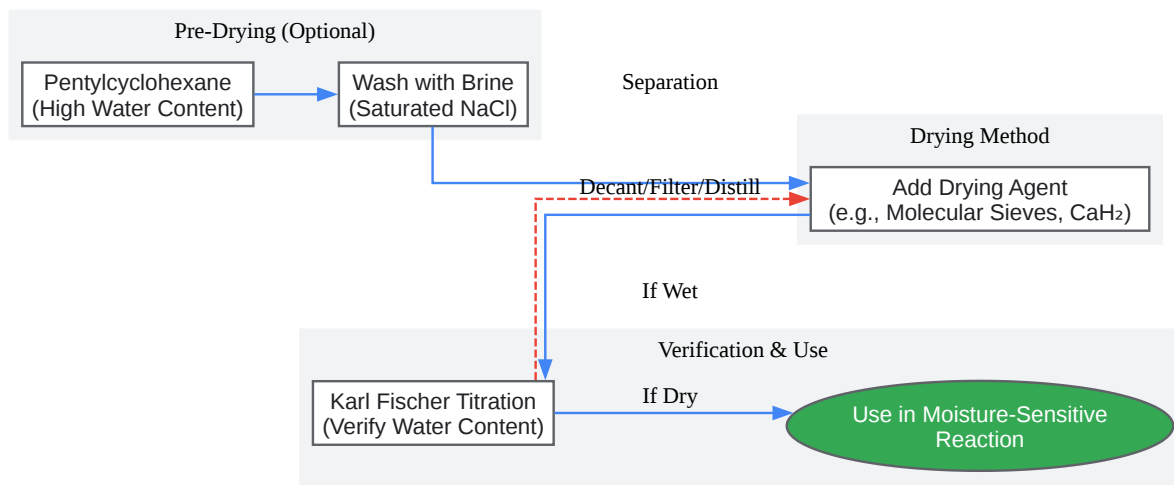 Pre-Drying (Optional)
Pentylcyclohexane
(High Water Content)
Wash with Brine
(Saturated NaCl)
Separation
Drying Method
Add Drying Agent
(e.g., Molecular Sieves, CaH₂)
Decant/Filter/Distill
If Wet
Verification & Use
Karl Fischer Titration
(Verify Water Content)
If Dry
Use in Moisture-Sensitive
Reaction